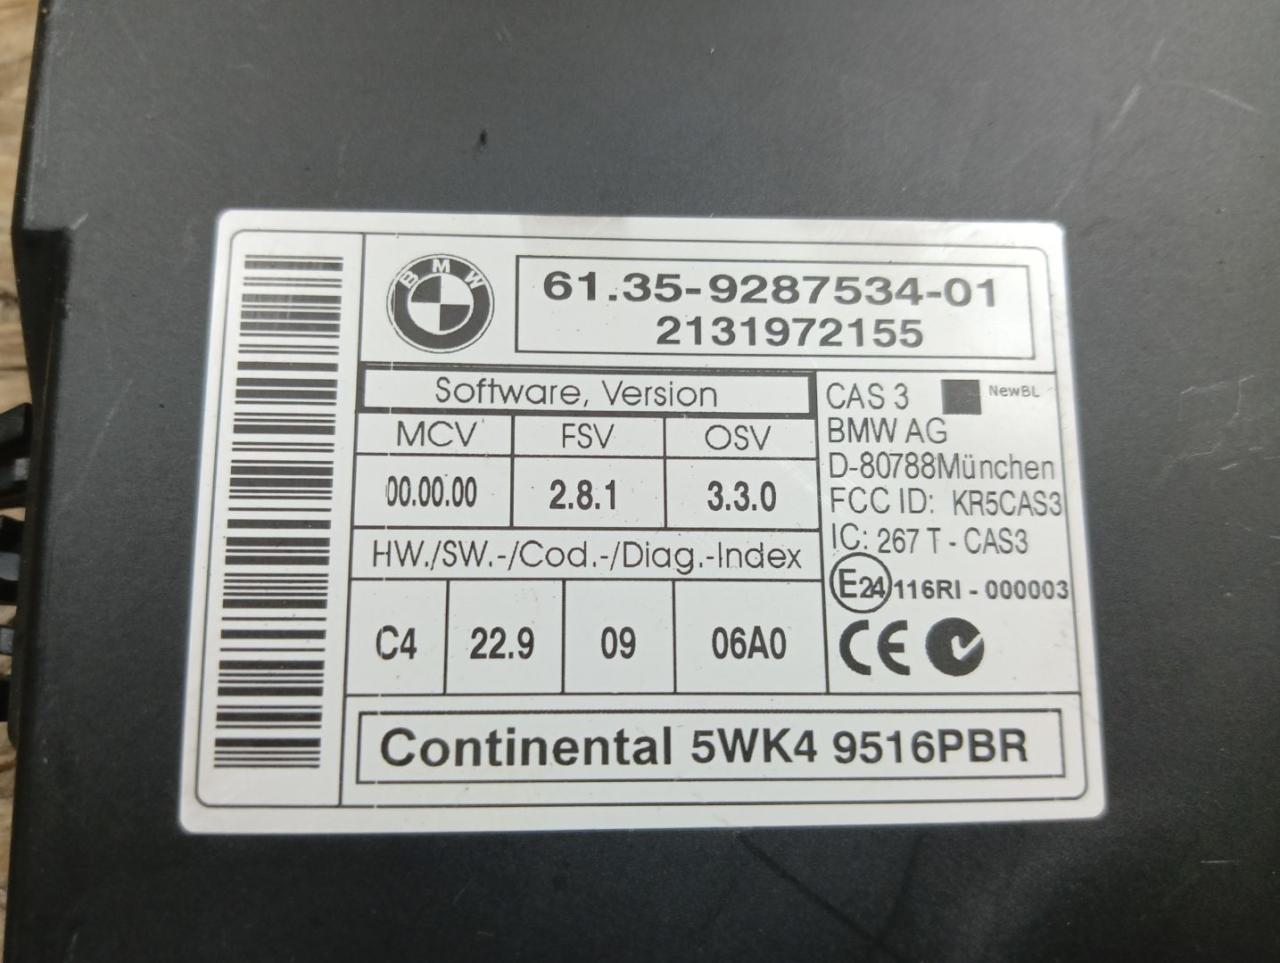 BMW
61.35-9287534-01
2131972155
Software, Version
MCV FSV OSV
00.00.00 2.8.1 3.3.0
HW./SW.-/Cod.-/Diag.-Index
C4 22.9 09 06A0
CAS 3 NewBL
BMW AG
D-80788München
FCC ID: KR5CAS3
IC: 267 T - CAS3
E24 116RI - 000003
CE
Continental 5WK4 9516PBR